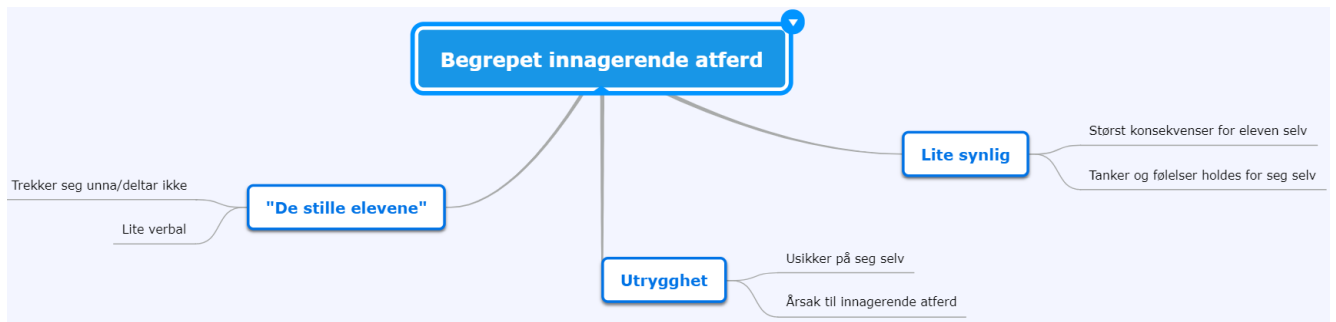 Begrepet innagerende atferd
"De stille elevene"
Trekker seg unna/deltar ikke
Lite verbal
Utrygghet
Usikker på seg selv
Årsak til innagerende atferd
Lite synlig
Størst konsekvenser for eleven selv
Tanker og følelser holdes for seg selv